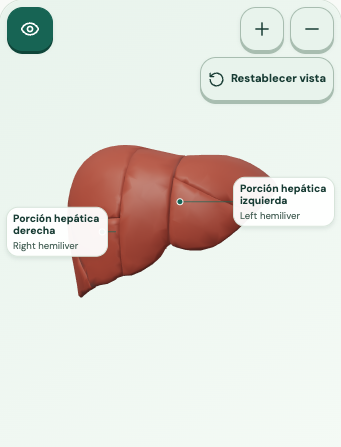 Restablecer vista
Porción hepática
izquierda
Left hemiliver
Porción hepática
derecha
Right hemiliver